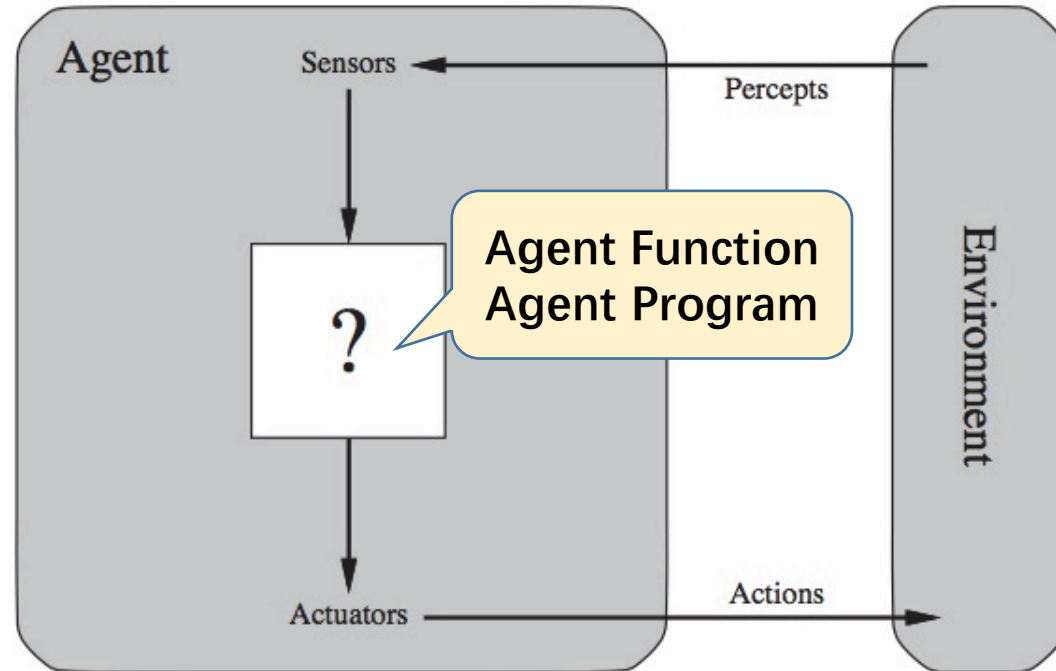 Agent
Sensors
Percepts
Agent Function
Agent Program
?
Environment
Actions
Actuators